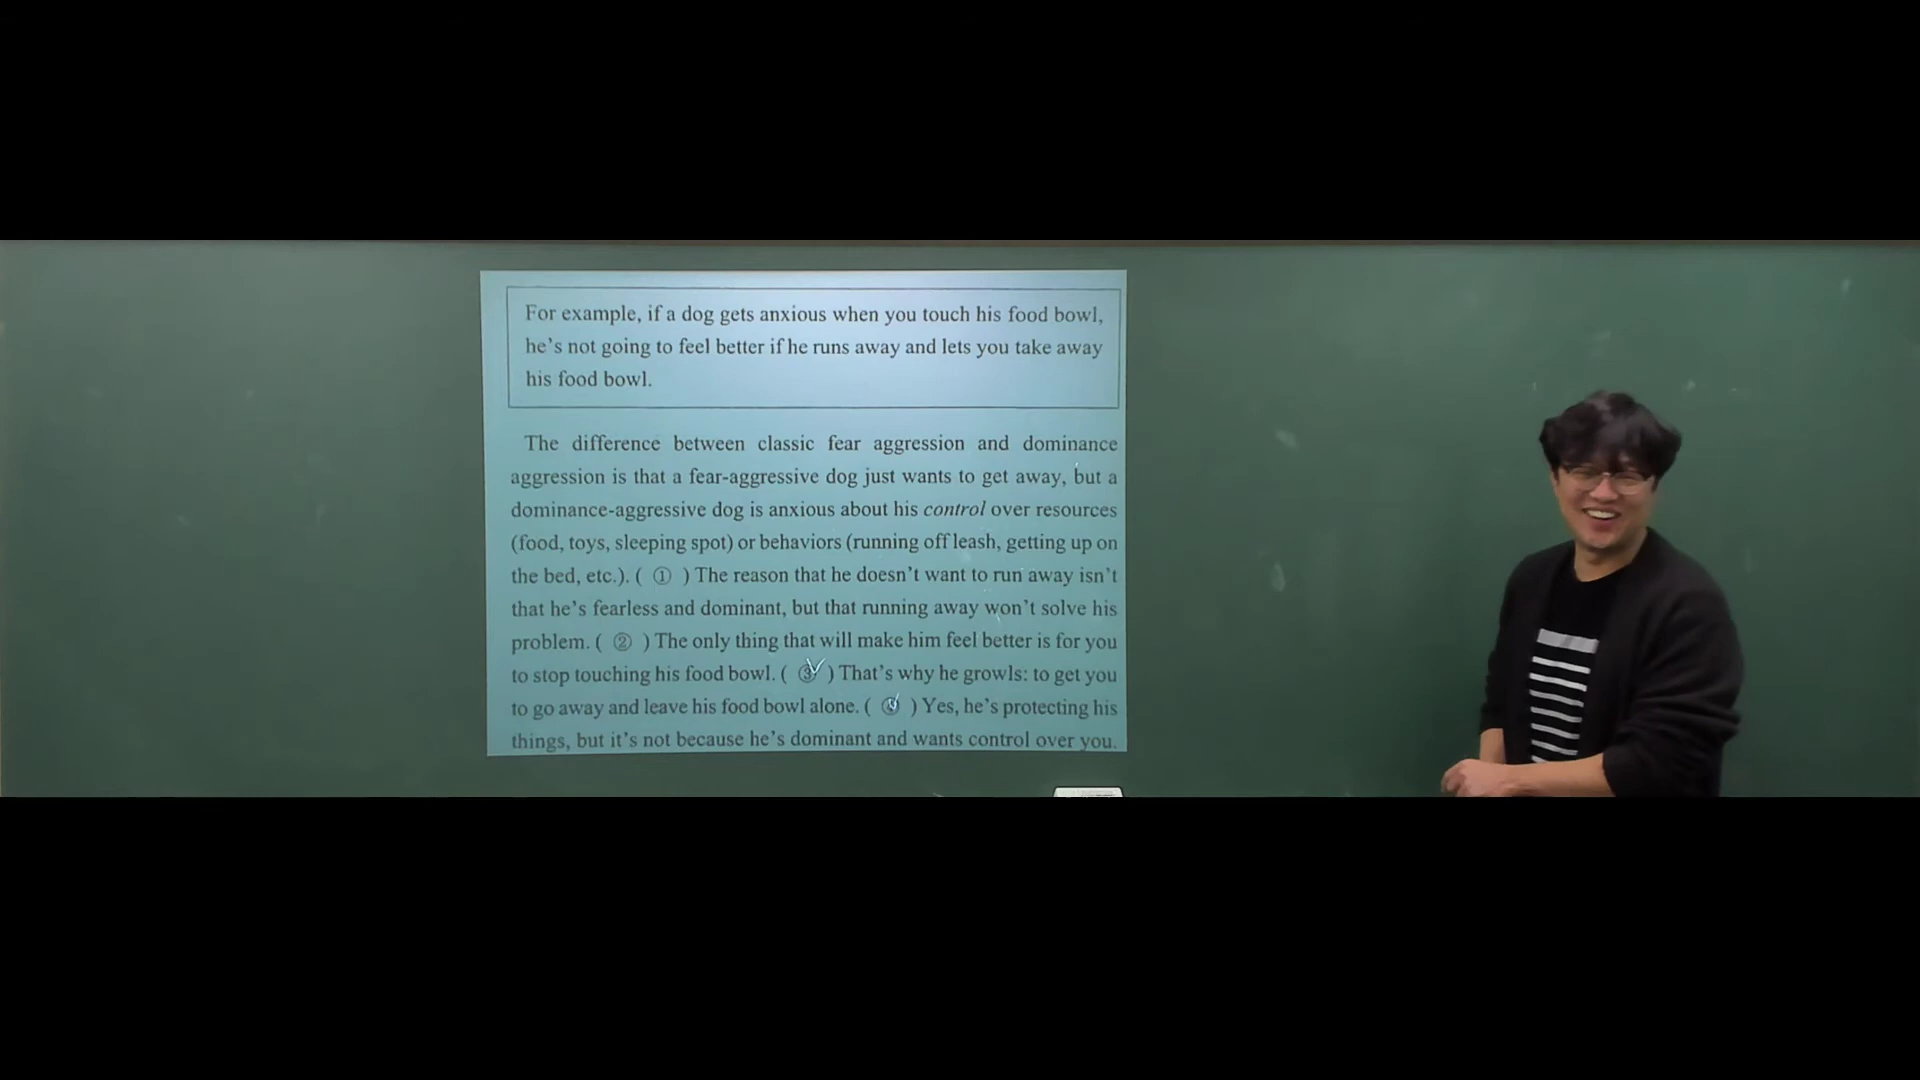 For example, if a dog gets anxious when you touch his food bowl,
he's not going to feel better if he runs away and lets you take away
his food bowl.
The difference between classic fear aggression and dominance
aggression is that a fear-aggressive dog just wants to get away, but a
dominance-aggressive dog is anxious about his control over resources
(food, toys, sleeping spot) or behaviors (running off leash, getting up on
the bed, etc.). ( ① ) The reason that he doesn't want to run away isn't
that he's fearless and dominant, but that running away won't solve his
problem. ( ② ) The only thing that will make him feel better is for you
to stop touching his food bowl. ( ③ ) That's why he growls: to get you
to go away and leave his food bowl alone. ( ④ ) Yes, he's protecting his
things, but it's not because he's dominant and wants control over you.